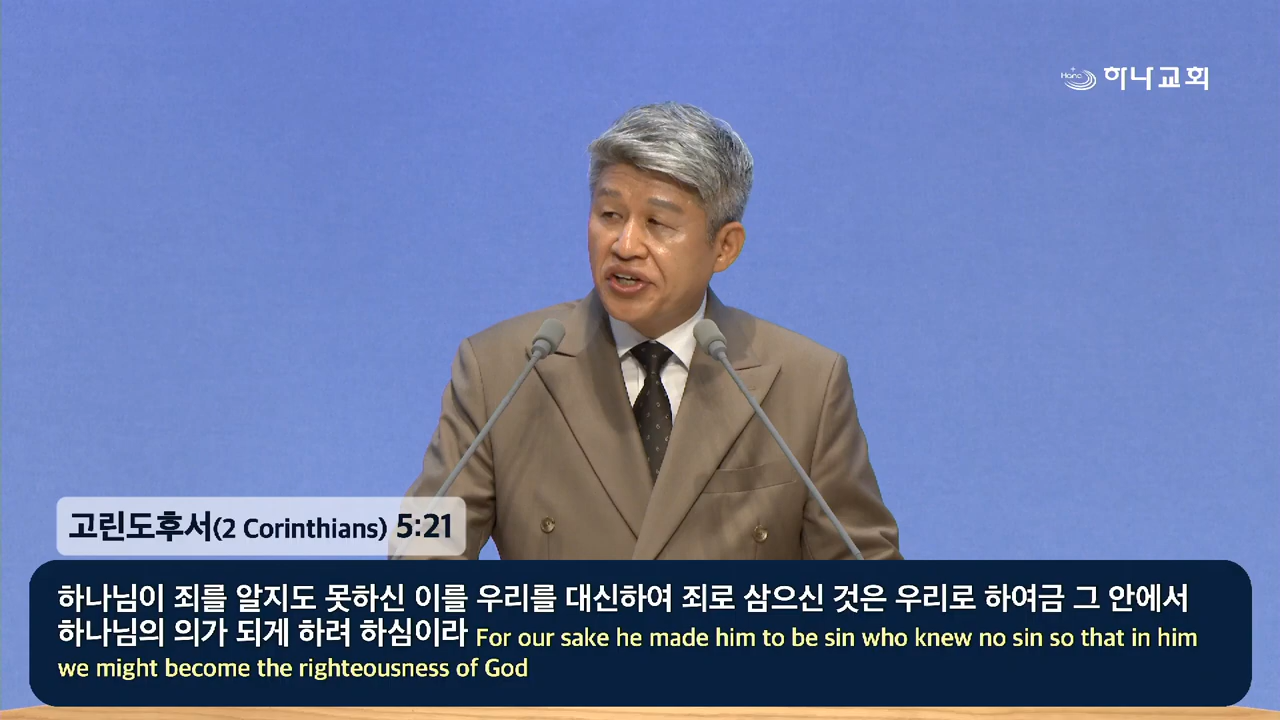 Hana 하나교회
고린도후서(2 Corinthians) 5:21
하나님이 죄를 알지도 못하신 이를 우리를 대신하여 죄로 삼으신 것은 우리로 하여금 그 안에서
하나님의 의가 되게 하려 하심이라 For our sake he made him to be sin who knew no sin so that in him
we might become the righteousness of God